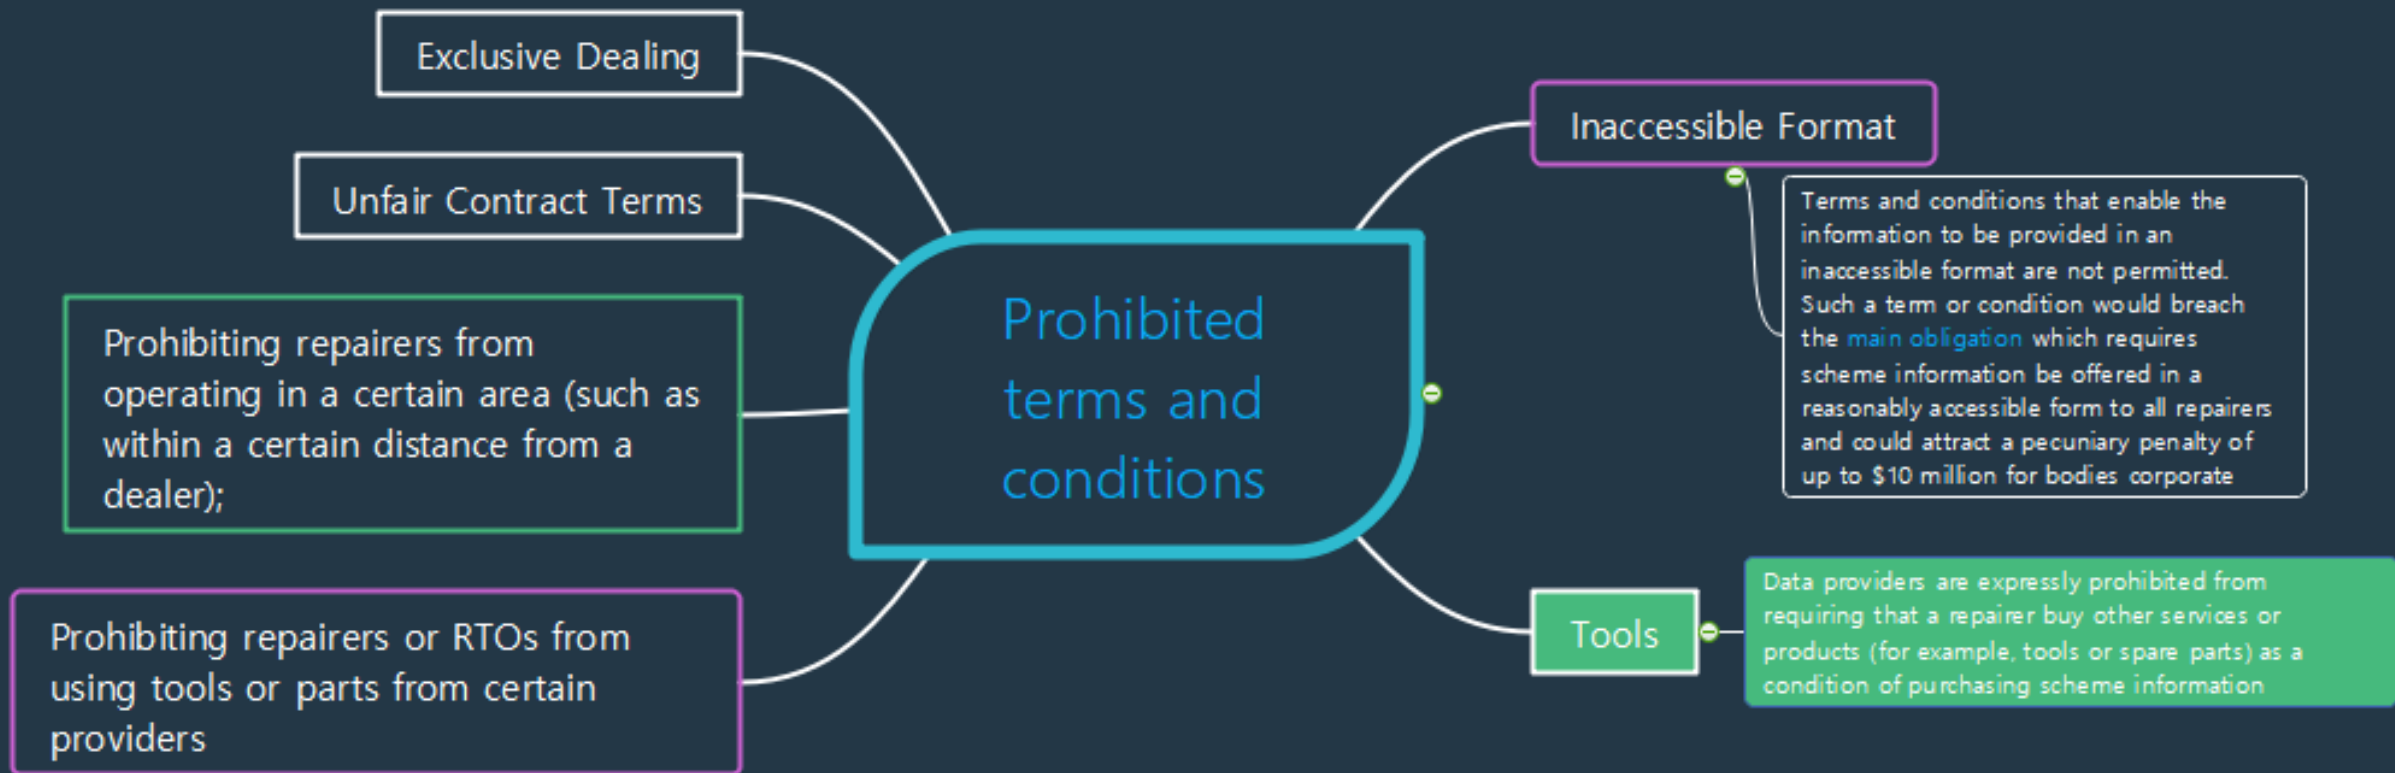 Exclusive Dealing
Unfair Contract Terms
Prohibiting repairers from
operating in a certain area (such as
within a certain distance from a
dealer);
Prohibiting repairers or RTOs from
using tools or parts from certain
providers
Prohibited
terms and
conditions
Inaccessible Format
Terms and conditions that enable the
information to be provided in an
inaccessible format are not permitted.
Such a term or condition would breach
the main obligation which requires
scheme information be offered in a
reasonably accessible form to all repairers
and could attract a pecuniary penalty of
up to $10 million for bodies corporate
Tools
Data providers are expressly prohibited from
requiring that a repairer buy other services or
products (for example, tools or spare parts) as a
condition of purchasing scheme information